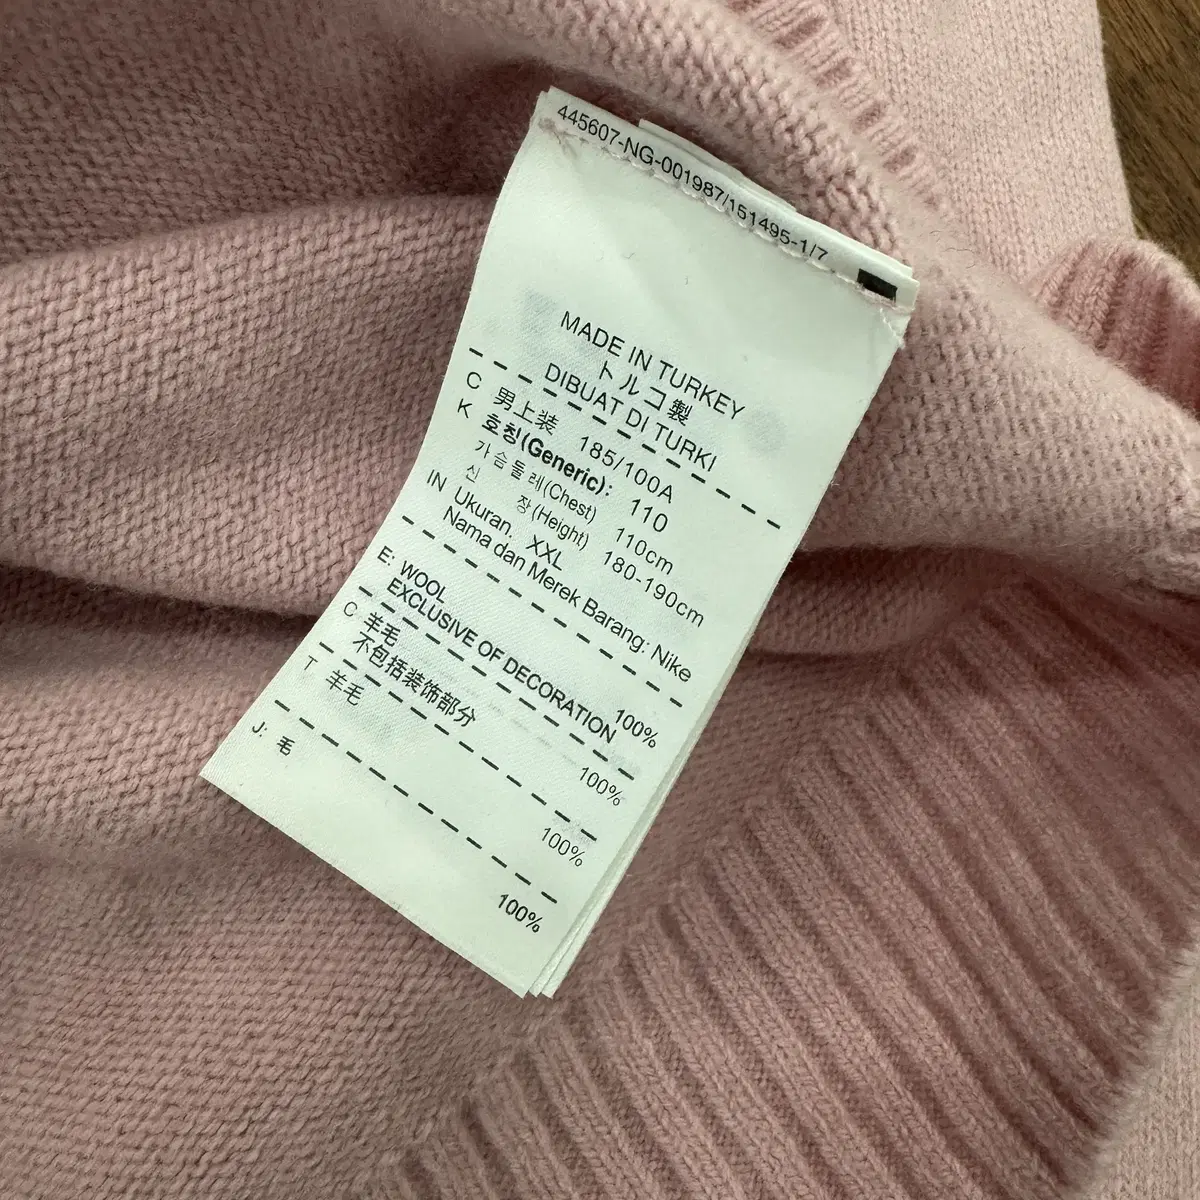 445607-NG-001987/151495-1/7
MADE IN TURKEY
トルコ製
DIBUAT DI TURKI
C 男上装 185/100A
K 호칭(Generic): 110
가슴둘레(Chest) 110cm
신 장(Height) 180-190cm
IN Ukuran. XXL
Nama dan Merek Barang: Nike
E: WOOL 100%
EXCLUSIVE OF DECORATION
C 羊毛 100%
不包括装饰部分
T 羊毛 100%
J: 毛 100%